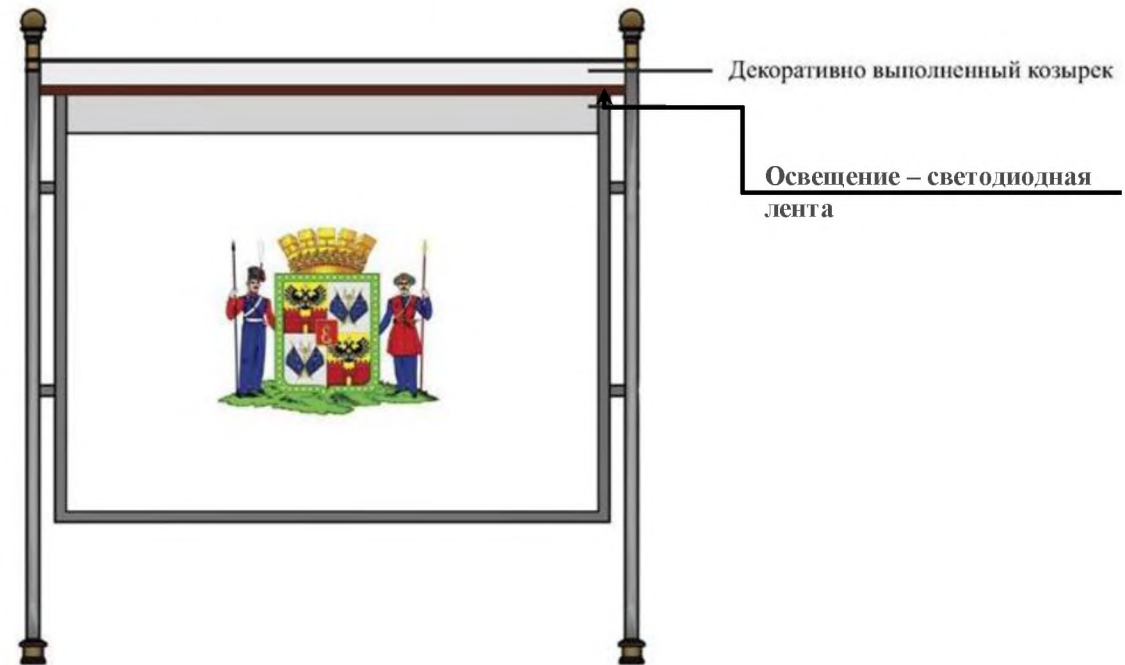 Декоративно выполненный козырек
Освещение – светодиодная
лента